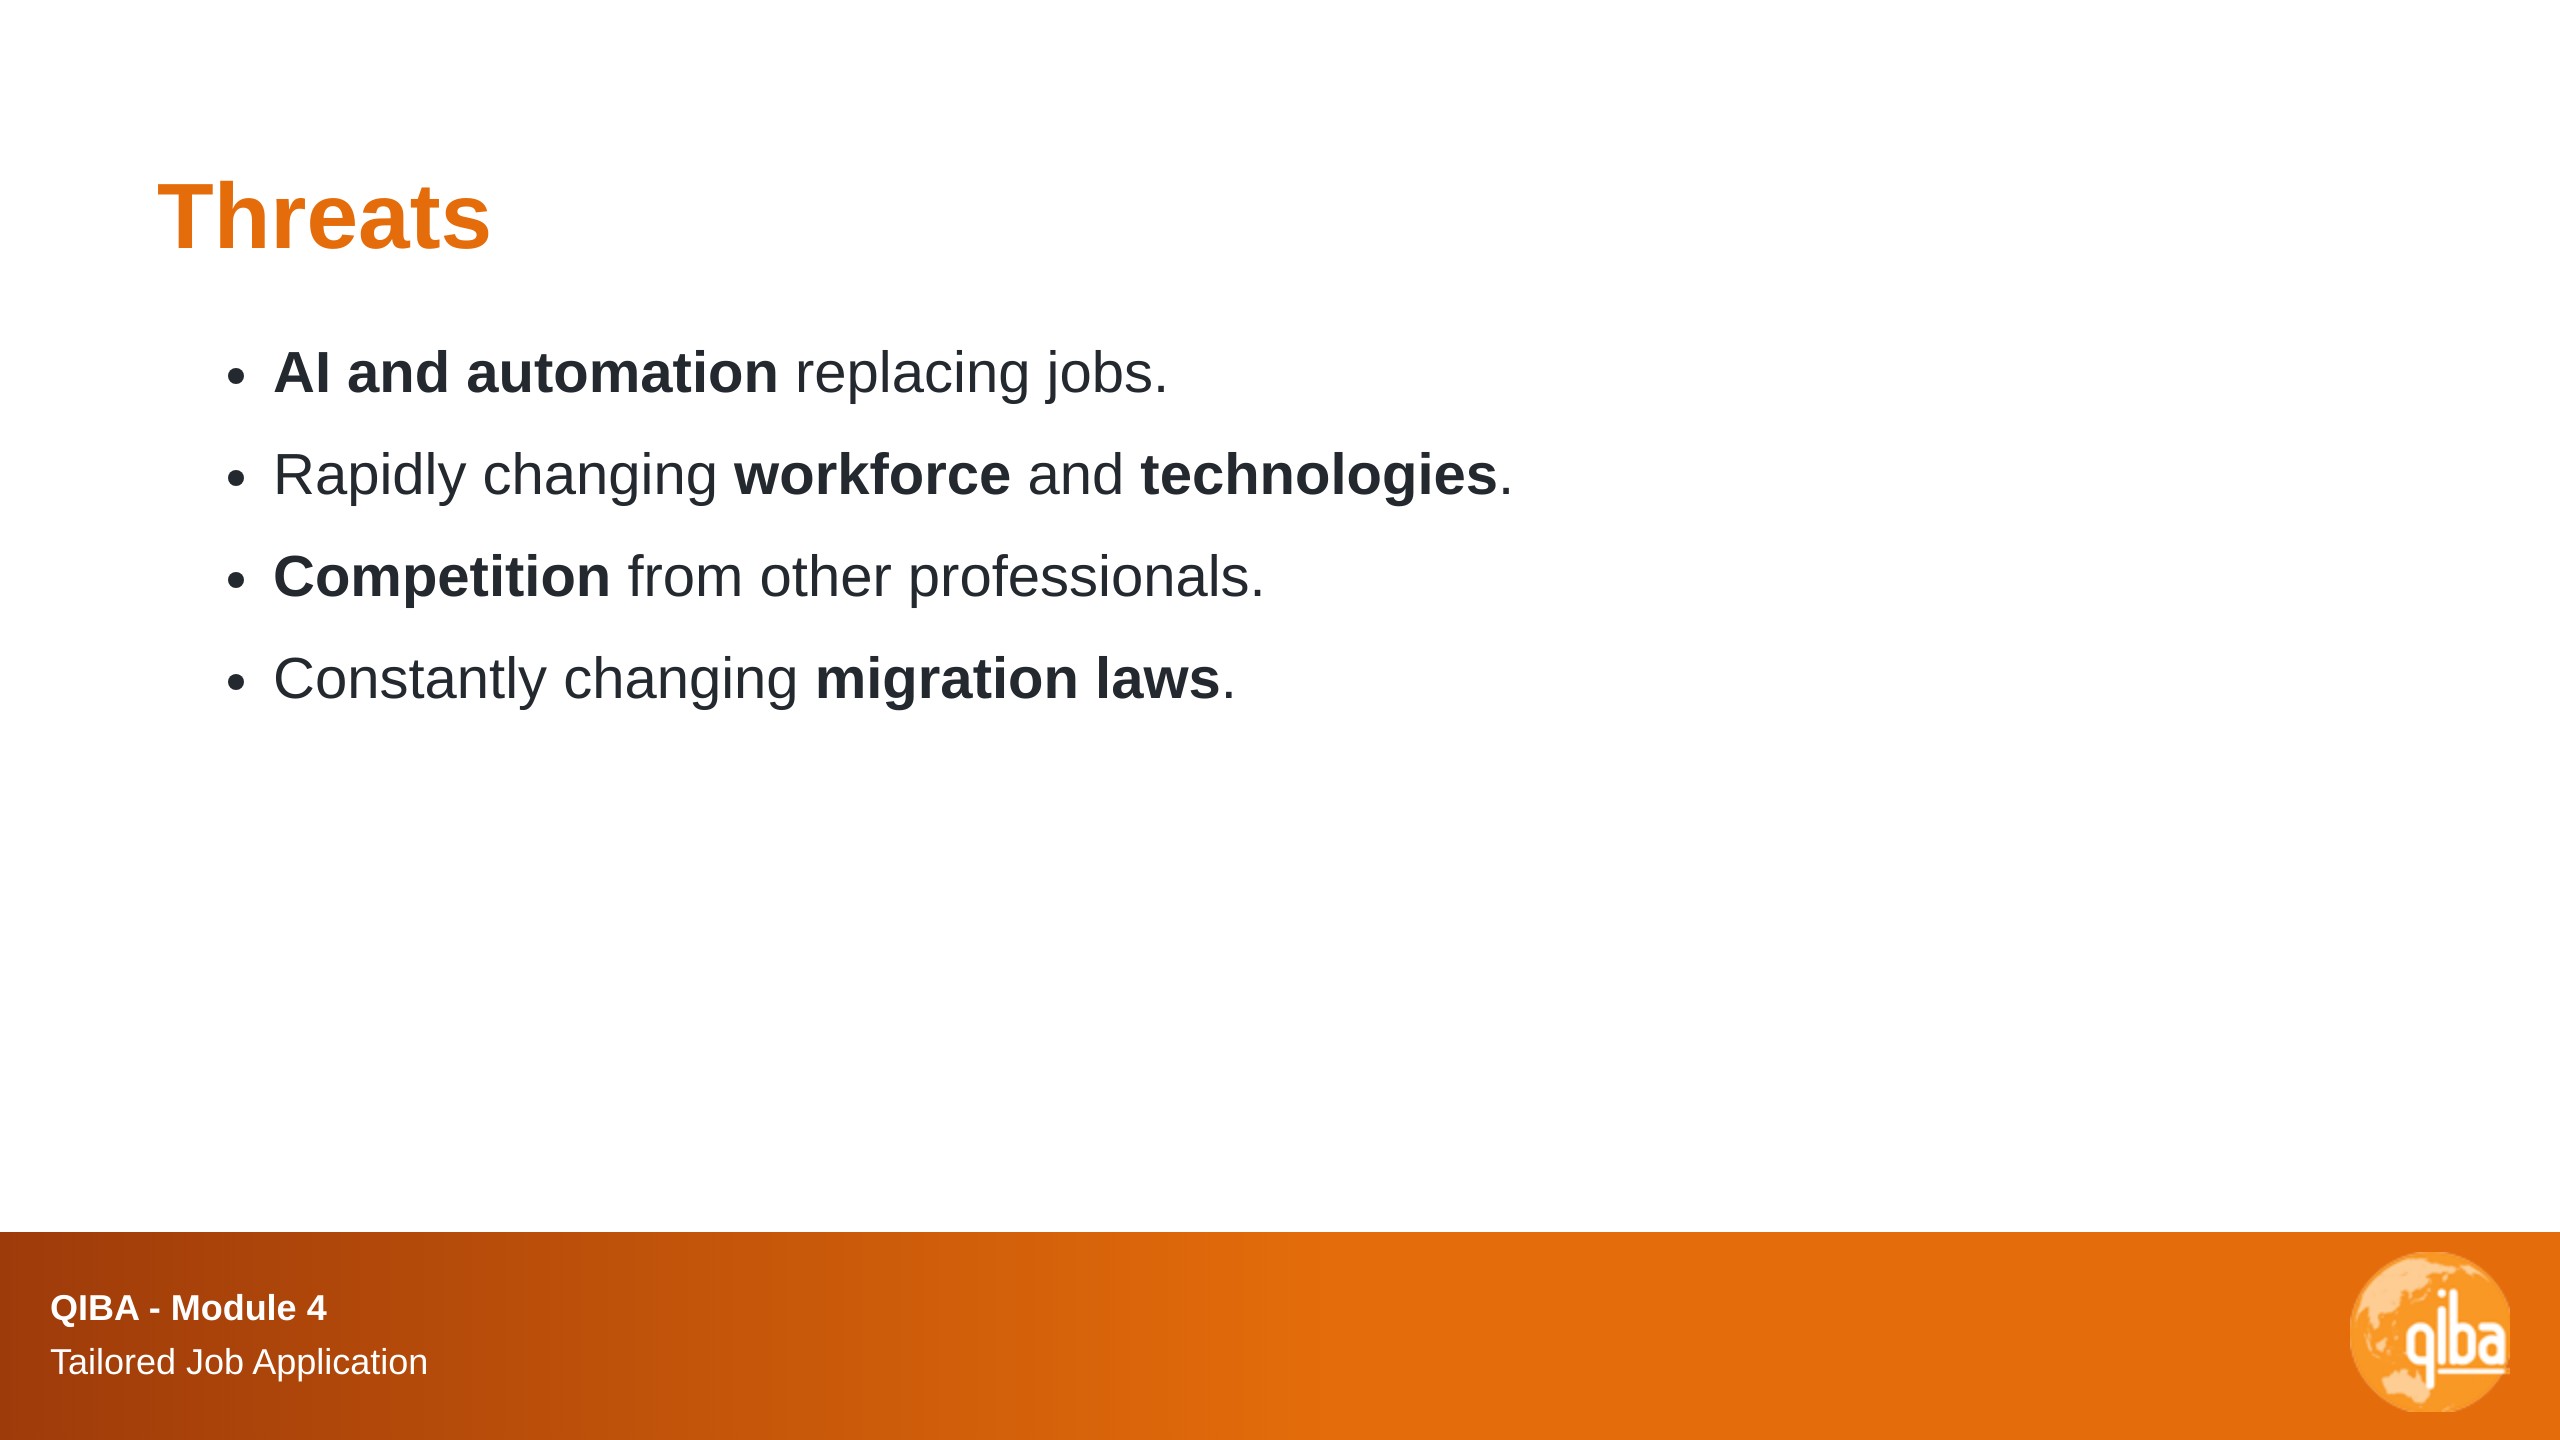 Threats
• AI and automation replacing jobs.
• Rapidly changing workforce and technologies.
• Competition from other professionals.
• Constantly changing migration laws.
QIBA - Module 4
Tailored Job Application
qiba